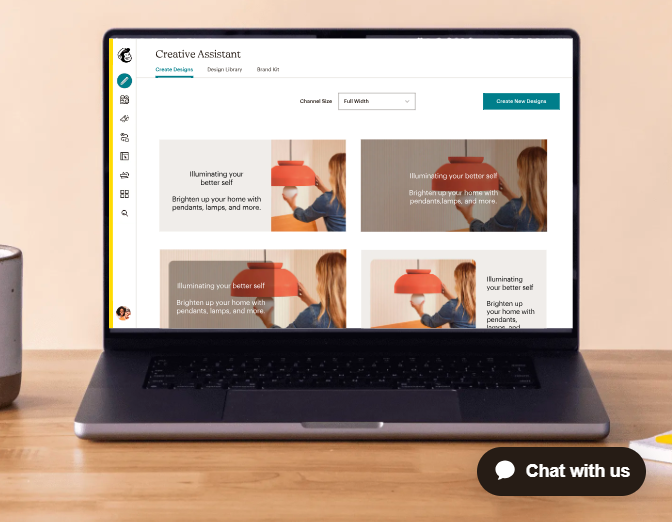 Creative Assistant
Create Designs
Design Library
Brand Kit
Channel Size
Full Width
Create New Designs
Illuminating your
better self
Brighten up your home with
pendants, lamps, and more.
Illuminating your better self
Brighten up your home with
pendants,lamps, and more.
Illuminating your better self
Brighten up your home with
pendants, lamps, and more.
Illuminating
your better self
Brighten up
your home with
pendants,
lamps, and
Chat with us